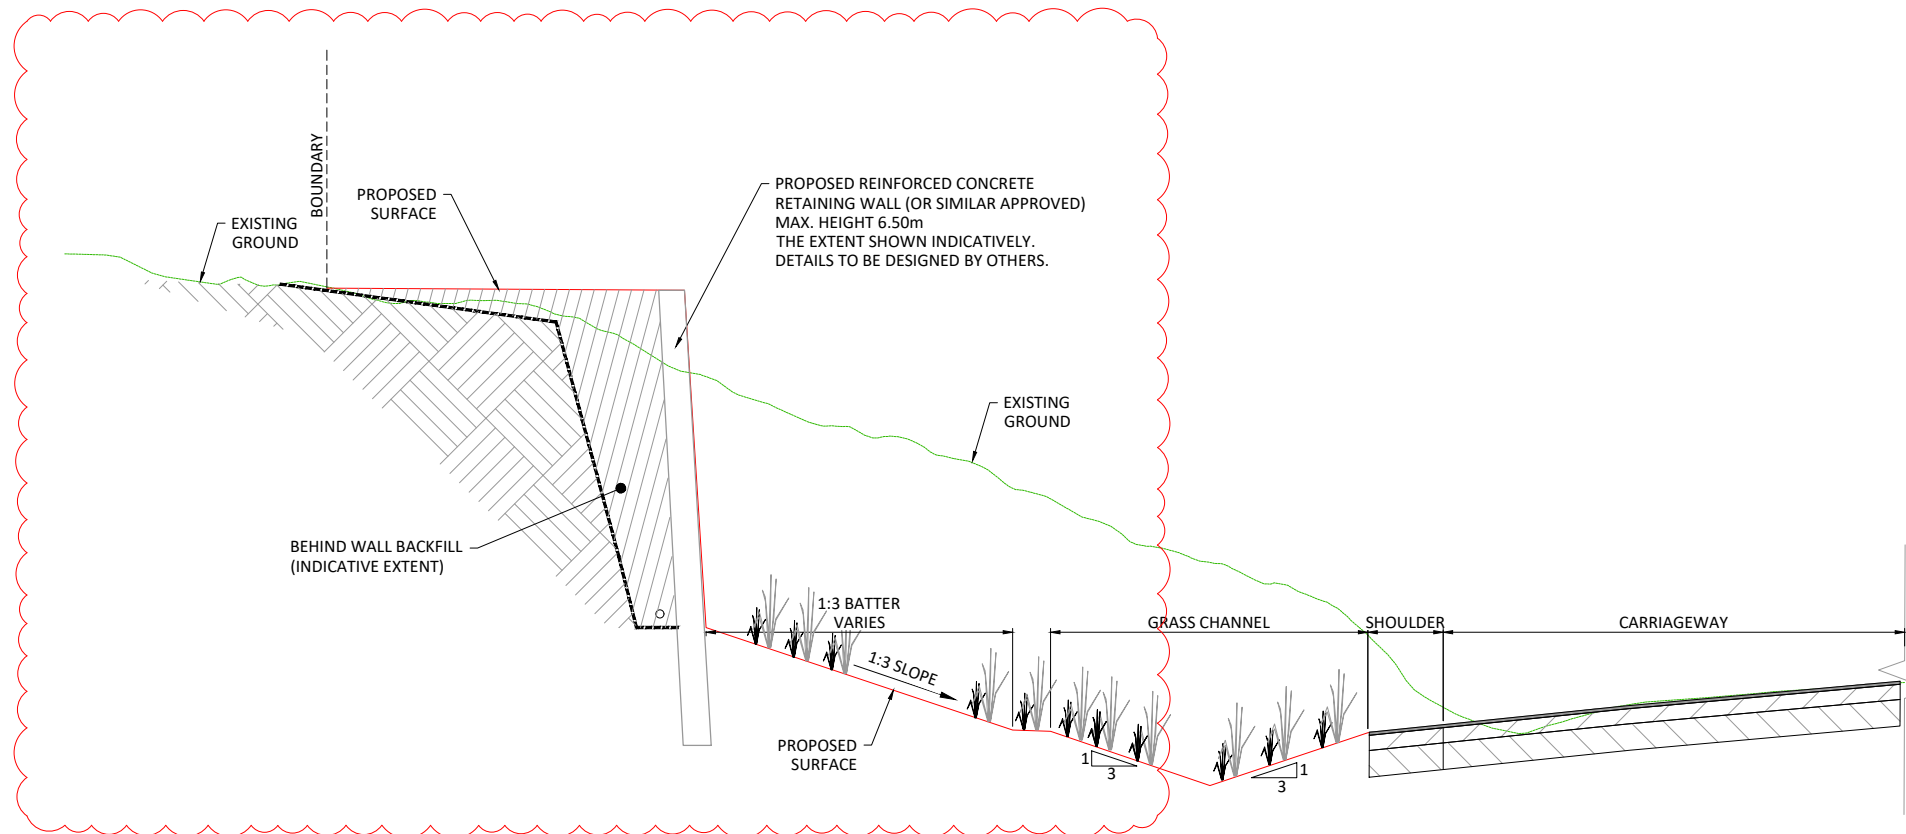 BOUNDARY
PROPOSED
SURFACE
EXISTING
GROUND
PROPOSED REINFORCED CONCRETE
RETAINING WALL (OR SIMILAR APPROVED)
MAX. HEIGHT 6.50m
THE EXTENT SHOWN INDICATIVELY.
DETAILS TO BE DESIGNED BY OTHERS.
EXISTING
GROUND
BEHIND WALL BACKFILL
(INDICATIVE EXTENT)
1:3 BATTER
VARIES
GRASS CHANNEL
SHOULDER
CARRIAGEWAY
1:3 SLOPE
PROPOSED
SURFACE
1
3
1
3